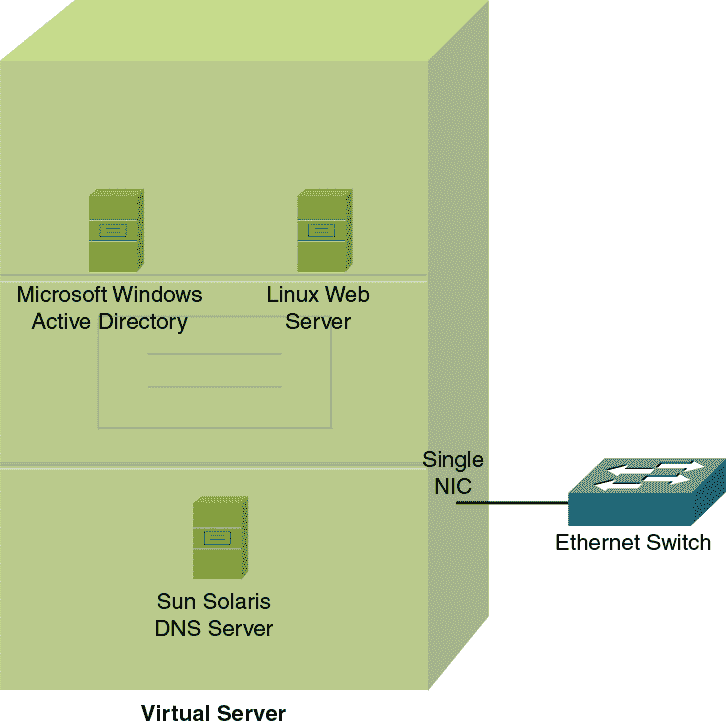 Microsoft Windows
Active Directory
Linux Web
Server
Single
NIC
Ethernet Switch
Sun Solaris
DNS Server
Virtual Server